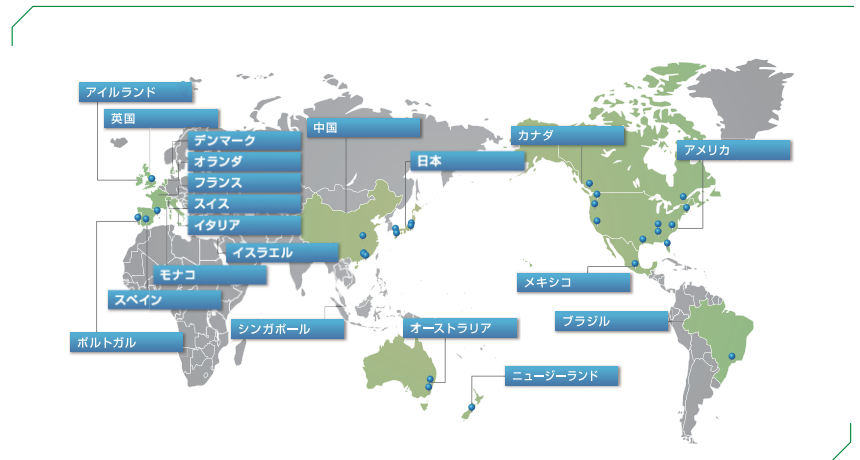 アイルランド
英国
デンマーク
オランダ
フランス
スイス
イタリア
イスラエル
モナコ
スペイン
ポルトガル
中国
日本
シンガポール
オーストラリア
ニュージーランド
カナダ
アメリカ
メキシコ
ブラジル